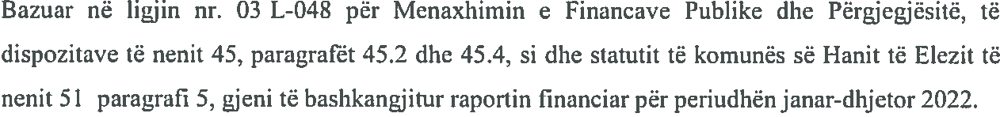 Bazuar në ligjin nr. 03 L-048 për Menaxhimin e Financave Publike dhe Përgjegjësitë, të
dispozitave të nenit 45, paragrafët 45.2 dhe 45.4, si dhe statutit të komunës së Hanit të Elezit të
nenit 51 paragrafi 5, gjeni të bashkangjitur raportin financiar për periudhën janar-dhjetor 2022.